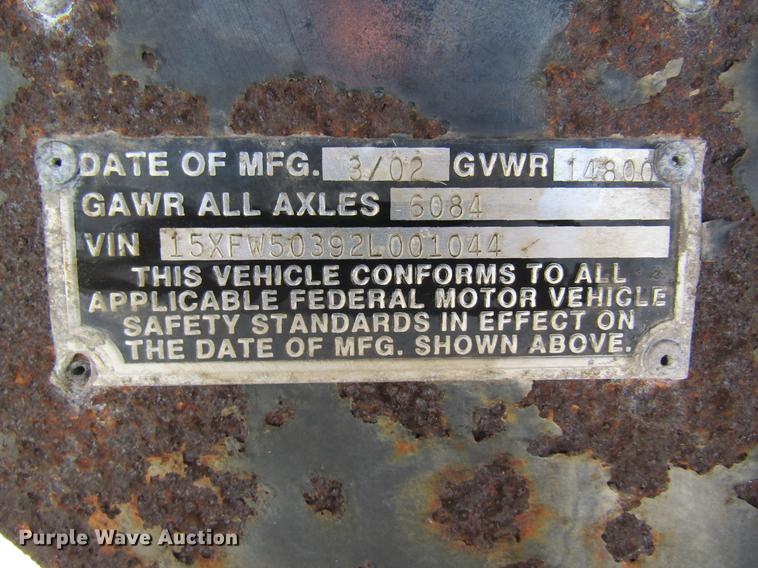 DATE OF MFG. 3/02 GVWR 14800
GAWR ALL AXLES 6084
VIN 15XFW50392L001044
THIS VEHICLE CONFORMS TO ALL
APPLICABLE FEDERAL MOTOR VEHICLE
SAFETY STANDARDS IN EFFECT ON
THE DATE OF MFG. SHOWN ABOVE.
Purple Wave Auction